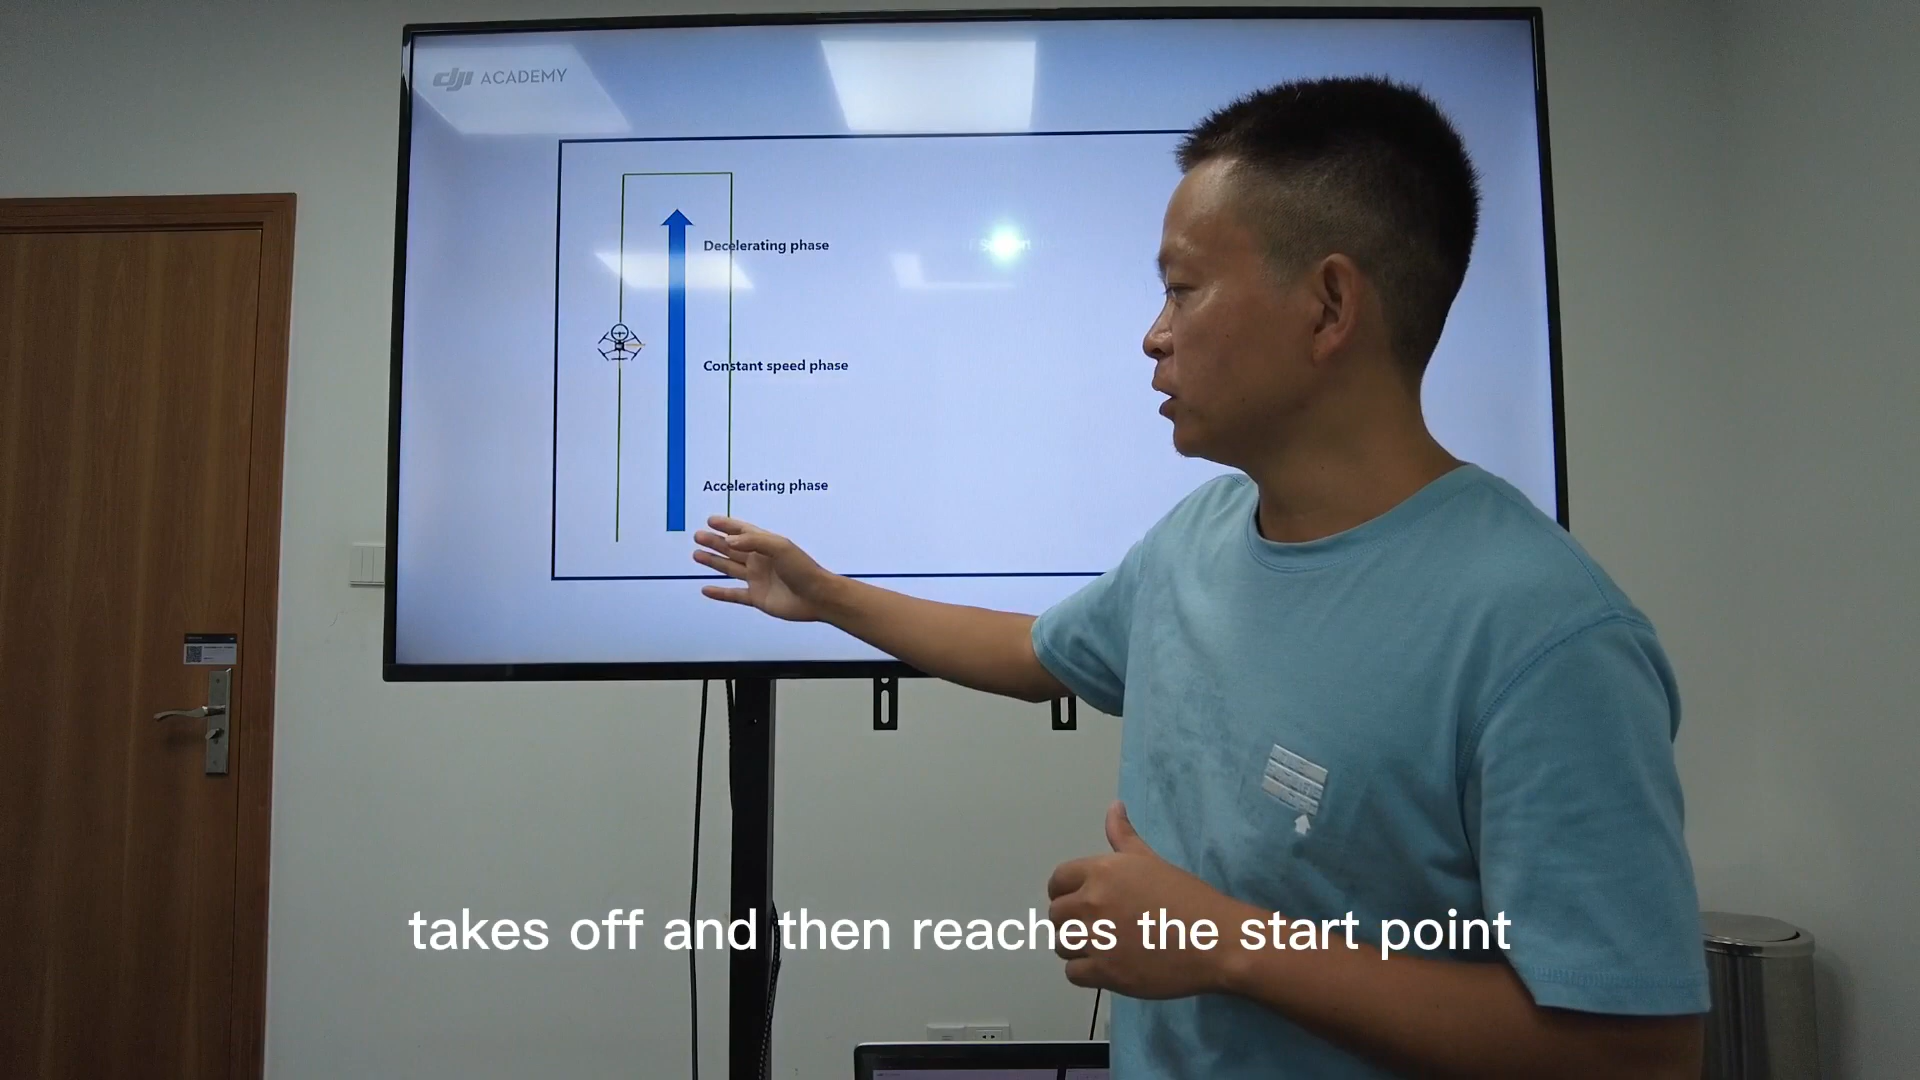 dji ACADEMY
Decelerating phase
Constant speed phase
Accelerating phase
takes off and then reaches the start point